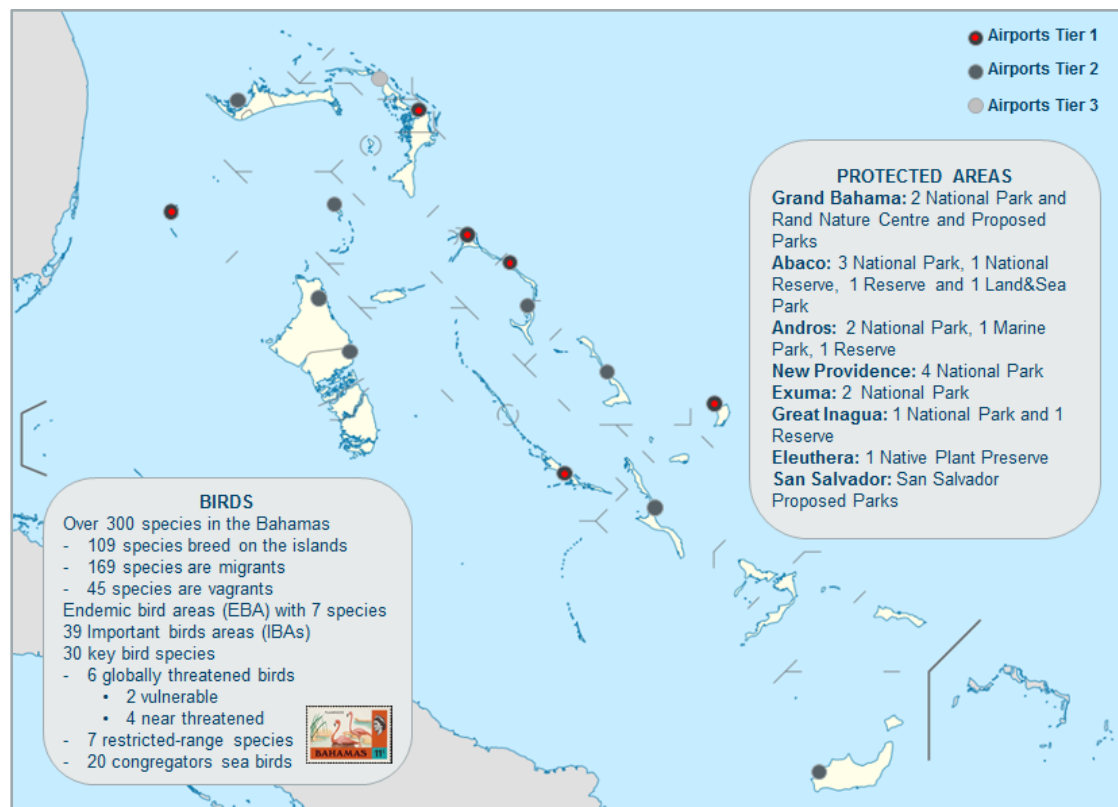 Airports Tier 1
Airports Tier 2
Airports Tier 3
PROTECTED AREAS
Grand Bahama: 2 National Park and
Rand Nature Centre and Proposed
Parks
Abaco: 3 National Park, 1 National
Reserve, 1 Reserve and 1 Land&Sea
Park
Andros: 2 National Park, 1 Marine
Park, 1 Reserve
New Providence: 4 National Park
Exuma: 2 National Park
Great Inagua: 1 National Park and 1
Reserve
Eleuthera: 1 Native Plant Preserve
San Salvador: San Salvador
Proposed Parks
BIRDS
Over 300 species in the Bahamas
- 109 species breed on the islands
- 169 species are migrants
- 45 species are vagrants
Endemic bird areas (EBA) with 7 species
39 Important birds areas (IBAs)
30 key bird species
- 6 globally threatened birds
• 2 vulnerable
• 4 near threatened
- 7 restricted-range species
- 20 congregators sea birds
BAHAMAS 11c